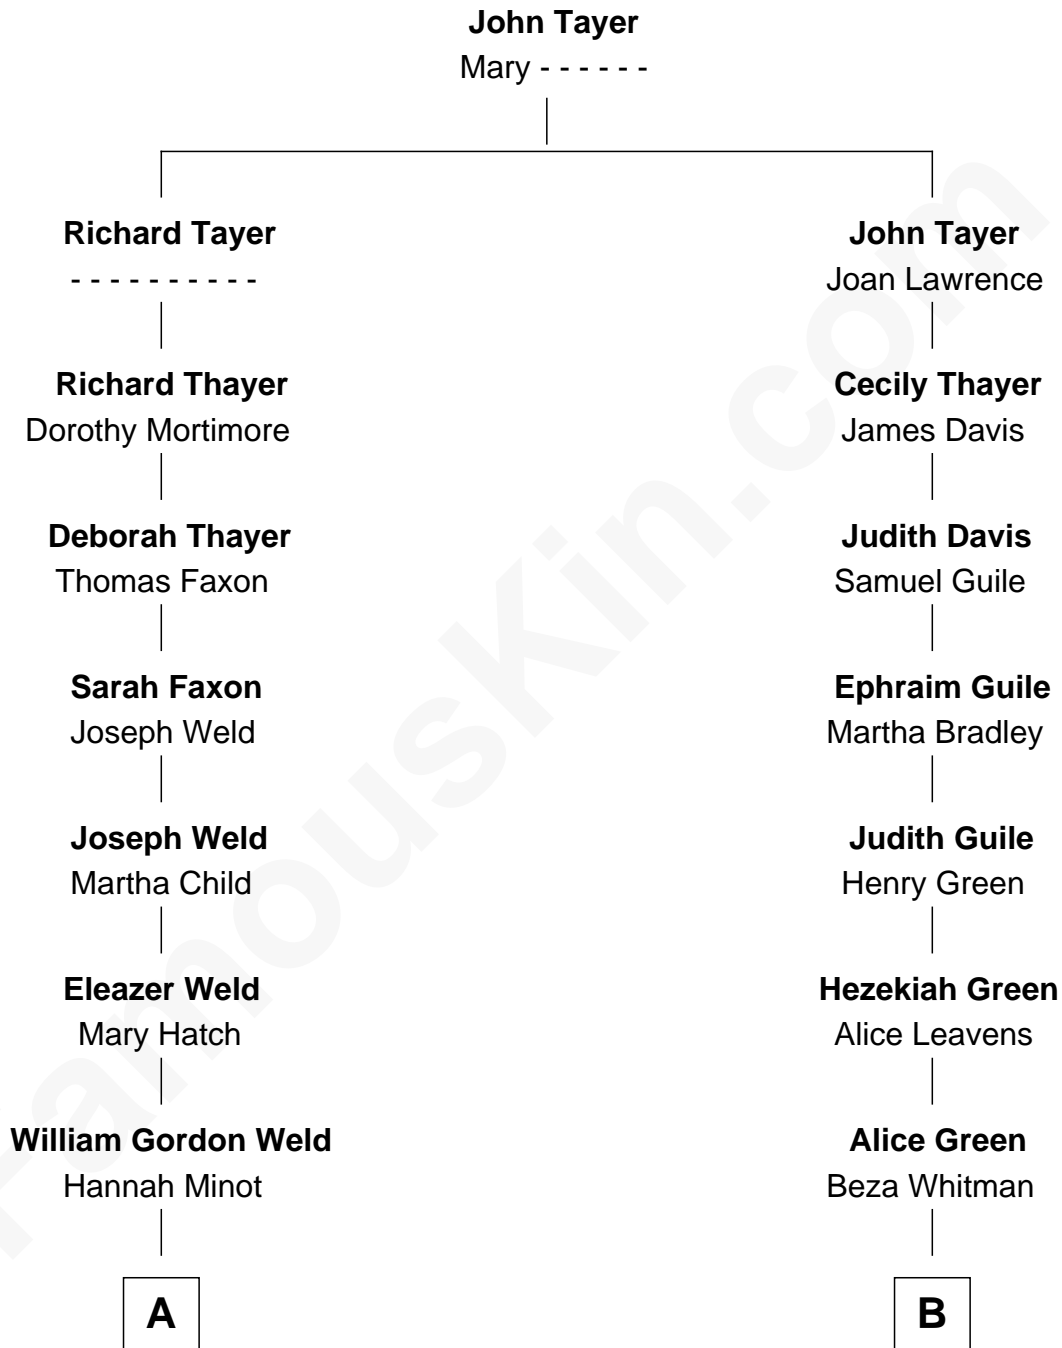 John Tayer
Mary - - - - - -
Richard Tayer
- - - - - - - - - -
John Tayer
Joan Lawrence
Richard Thayer
Dorothy Mortimore
Cecily Thayer
James Davis
Deborah Thayer
Thomas Faxon
Judith Davis
Samuel Guile
Sarah Faxon
Joseph Weld
Ephraim Guile
Martha Bradley
Joseph Weld
Martha Child
Judith Guile
Henry Green
Eleazer Weld
Mary Hatch
Hezekiah Green
Alice Leavens
William Gordon Weld
Hannah Minot
Alice Green
Beza Whitman
A
B
FamousKin.com